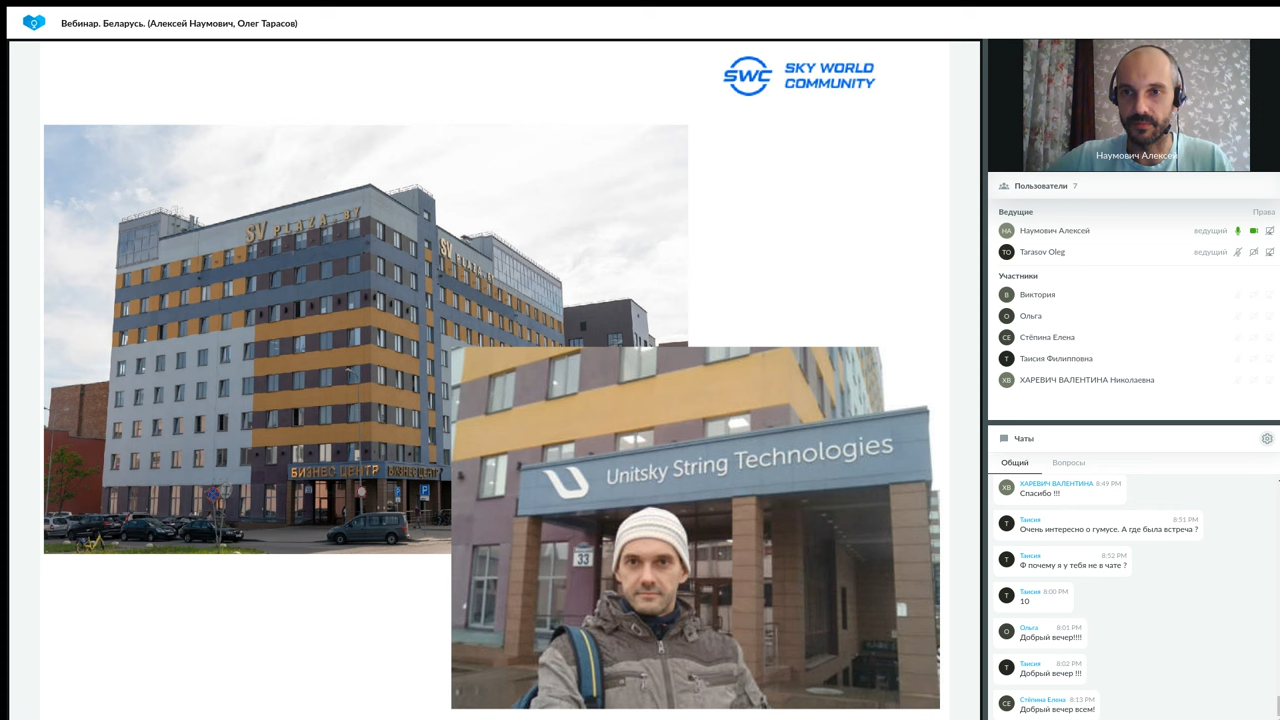 Вебинар. Беларусь. (Алексей Наумович, Олег Тарасов)
SWC
SKY WORLD
COMMUNITY
SV PLAZA.BY
SV PLAZA
БИЗНЕС ЦЕНТР
БИЗНЕС ЦЕНТР
P
Unitsky String Technologies
33
Наумович Алексей
Пользователи 7
Ведущие Права
НА Наумович Алексей ведущий
TO Tarasov Oleg ведущий
Участники
В Виктория
О Ольга
СЕ Стёпина Елена
Т Таисия Филипповна
ХВ ХАРЕВИЧ ВАЛЕНТИНА Николаевна
Чаты
Общий Вопросы
ХВ ХАРЕВИЧ ВАЛЕНТИНА 8:49 PM
Спасибо !!!
Т Таисия 8:51 PM
Очень интересно о гумусе. А где была встреча ?
Т Таисия 8:52 PM
Ф почему я у тебя не в чате ?
Т Таисия 8:00 PM
10
О Ольга 8:01 PM
Добрый вечер!!!!
Т Таисия 8:02 PM
Добрый вечер !!!
СЕ Стёпина Елена 8:13 PM
Добрый вечер всем!